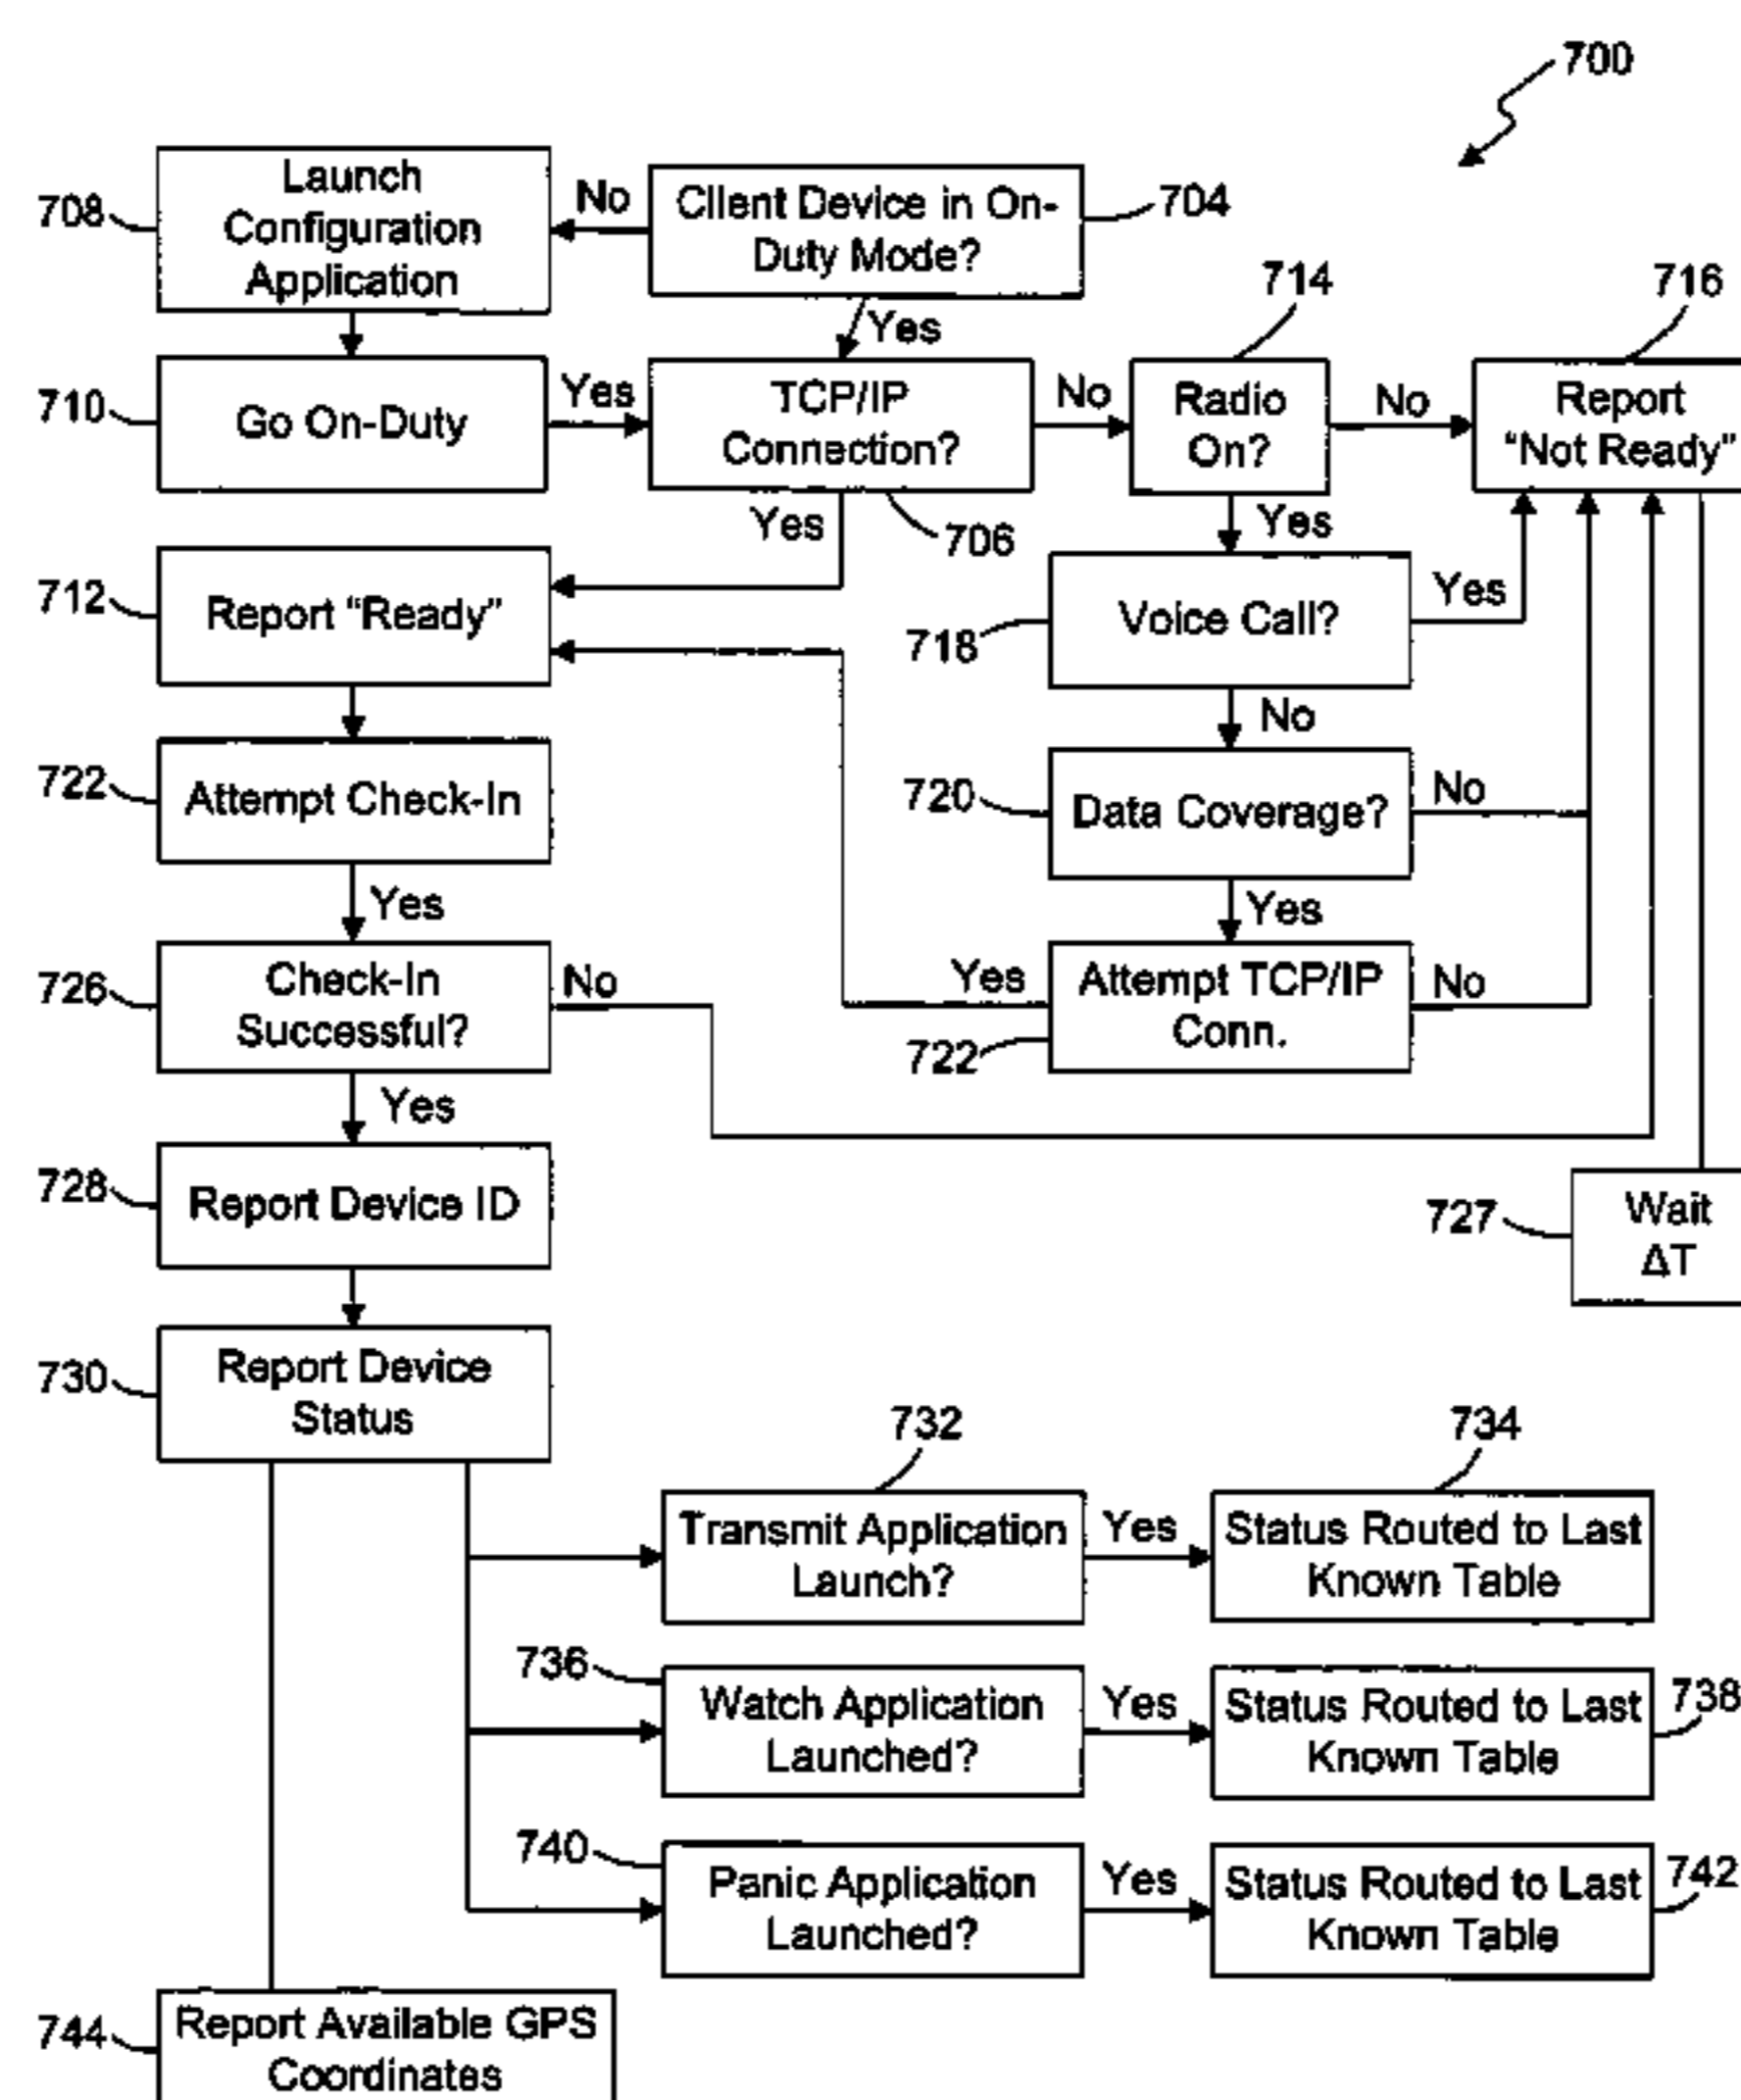 700
708
Launch
Configuration
Application
No
Client Device in On-
Duty Mode?
704
Yes
714
716
710
Go On-Duty
Yes
TCP/IP
Connection?
706
No
Radio
On?
No
Report
“Not Ready”
Yes
Yes
712
Report “Ready”
718
Voice Call?
Yes
No
722
Attempt Check-In
720
Data Coverage?
No
Yes
Yes
726
Check-In
Successful?
No
Yes
Attempt TCP/IP
Conn.
722
No
Yes
728
Report Device ID
727
Wait
ΔT
730
Report Device
Status
732
734
Transmit Application
Launch?
Yes
Status Routed to Last
Known Table
736
Watch Application
Launched?
Yes
Status Routed to Last
Known Table
738
740
Panic Application
Launched?
Yes
Status Routed to Last
Known Table
742
744
Report Available GPS
Coordinates